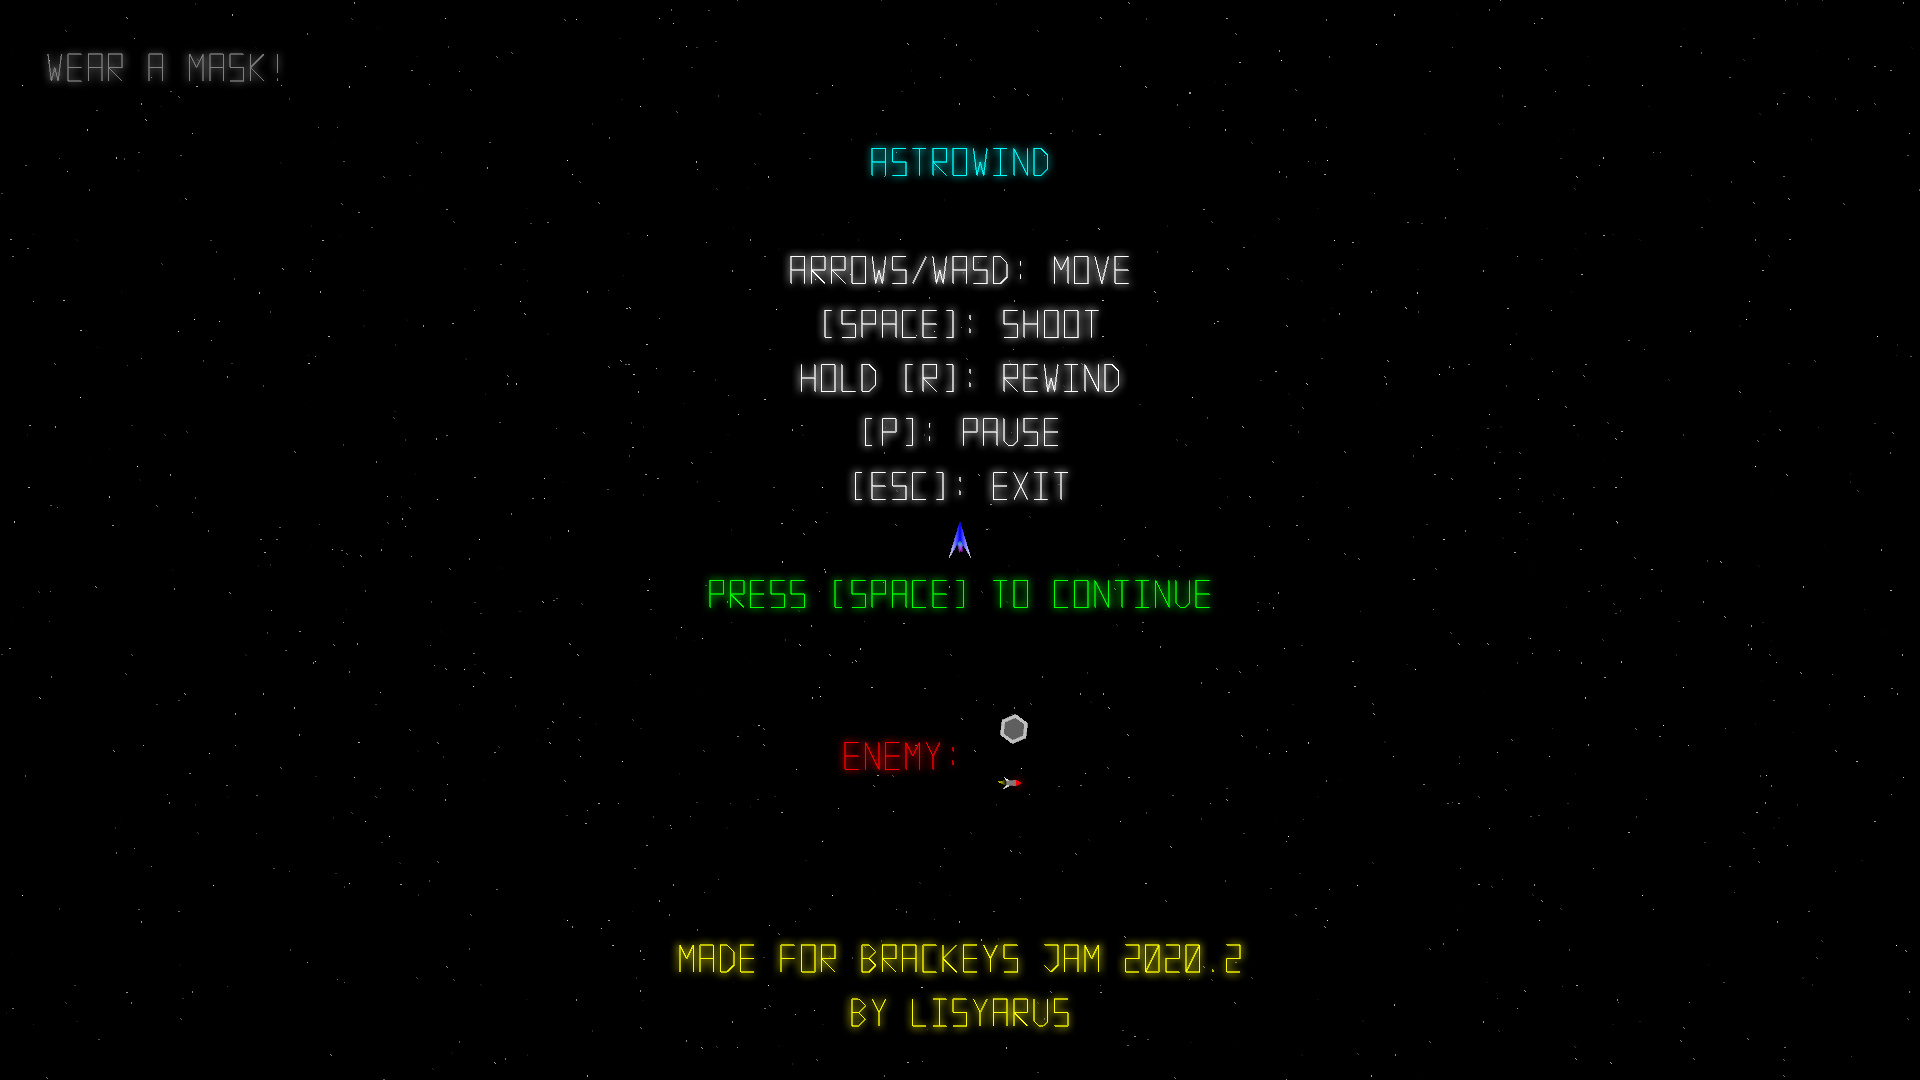 WEAR A MASK!
ASTROWIND
ARROWS/WASD: MOVE
[SPACE]: SHOOT
HOLD [R]: REWIND
[P]: PAUSE
[ESC]: EXIT
PRESS [SPACE] TO CONTINUE
ENEMY:
MADE FOR BRACKEYS JAM 2020.2
BY LISYARUS